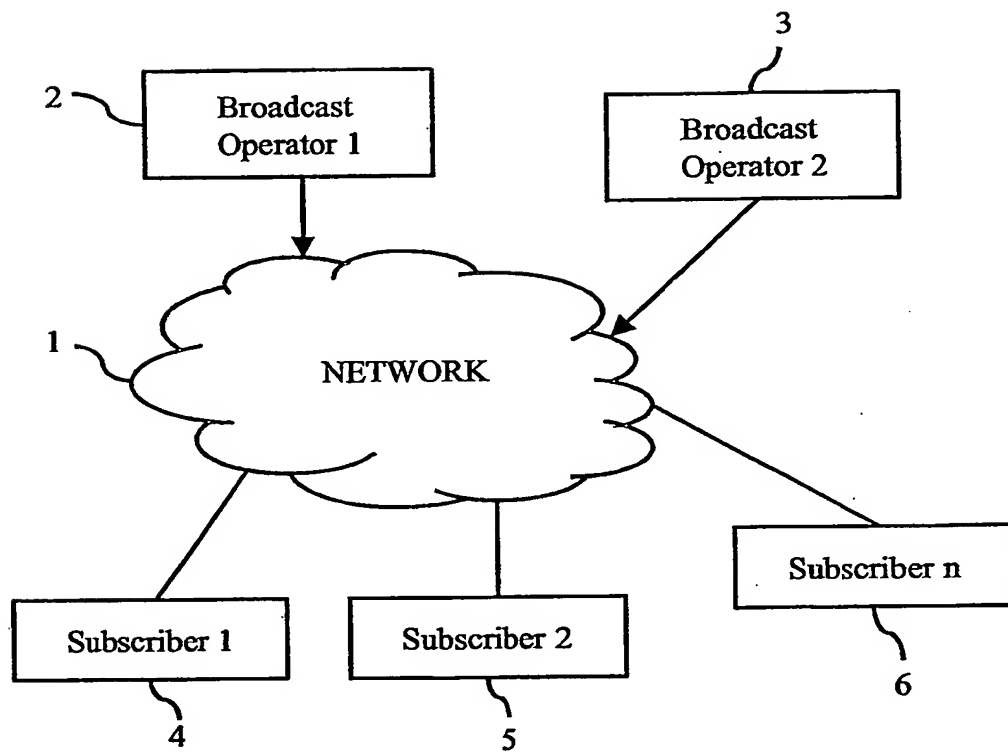 3
2
Broadcast
Operator 1
Broadcast
Operator 2
1
NETWORK
Subscriber n
Subscriber 1
Subscriber 2
6
4
5